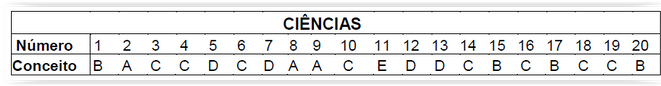 CIÊNCIAS
Número 1 2 3 4 5 6 7 8 9 10 11 12 13 14 15 16 17 18 19 20
Conceito B A C C D C D A A C E D D C B C B C C B